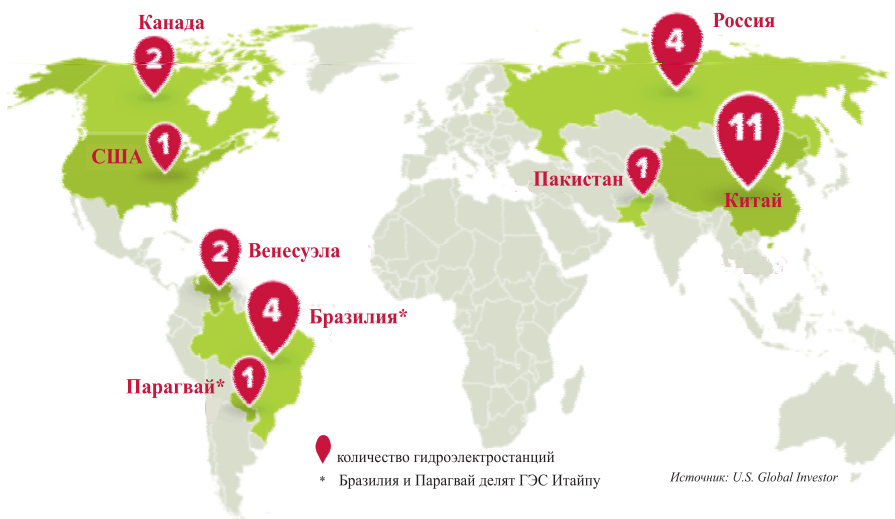 Канада
2
Россия
4
США
1
11
Пакистан
1
Китай
2
Венесуэла
4
Бразилия*
Парагвай*
1
количество гидроэлектростанций
* Бразилия и Парагвай делят ГЭС Итайпу
Источник: U.S. Global Investor